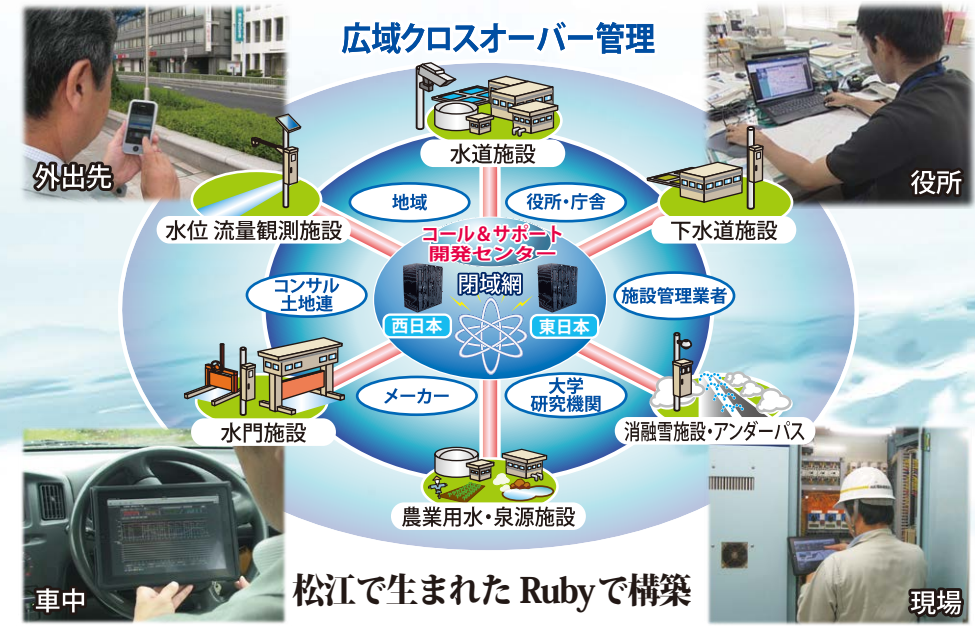 広域クロスオーバー管理
外出先
役所
水道施設
水位 流量観測施設
下水道施設
地域
役所・庁舎
コール&サポート
開発センター
閉域網
西日本
東日本
コンサル
土地連
施設管理業者
メーカー
大学
研究機関
水門施設
消融雪施設・アンダーパス
農業用水・泉源施設
車中
現場
松江で生まれた Rubyで構築